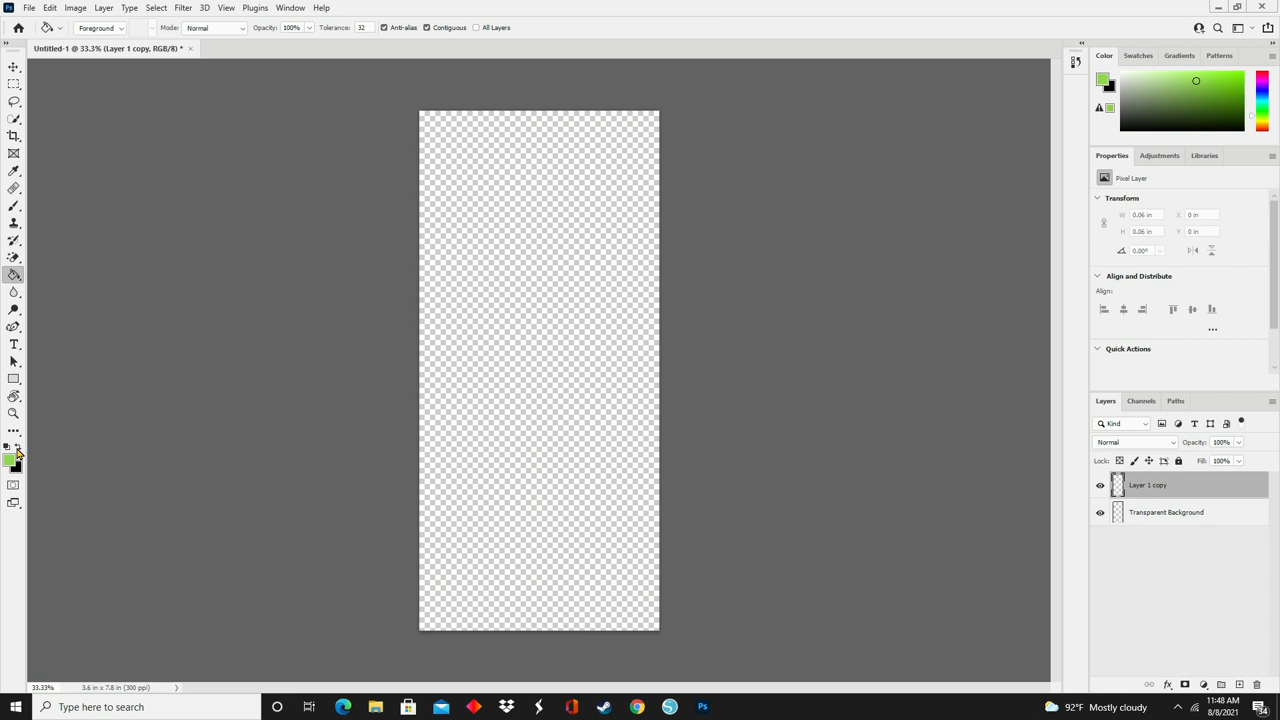 Ps File Edit Image Layer Type Select Filter 3D View Plugins Window Help
Foreground Mode: Normal Opacity: 100% Tolerance: 32 Anti-alias Contiguous All Layers
Untitled-1 @ 33.3% (Layer 1 copy, RGB/8) * ×
Color Swatches Gradients Patterns
Properties Adjustments Libraries
Pixel Layer
Transform
W 0.06 in X 0 in
H 0.06 in Y 0 in
0.00°
Align and Distribute
Align:
Quick Actions
Layers Channels Paths
Kind
Normal Opacity: 100%
Lock: Fill: 100%
Layer 1 copy
Transparent Background
33.33% 3.6 in x 7.8 in (300 ppi)
Type here to search
Ps
92°F Mostly cloudy
11:48 AM
8/8/2021